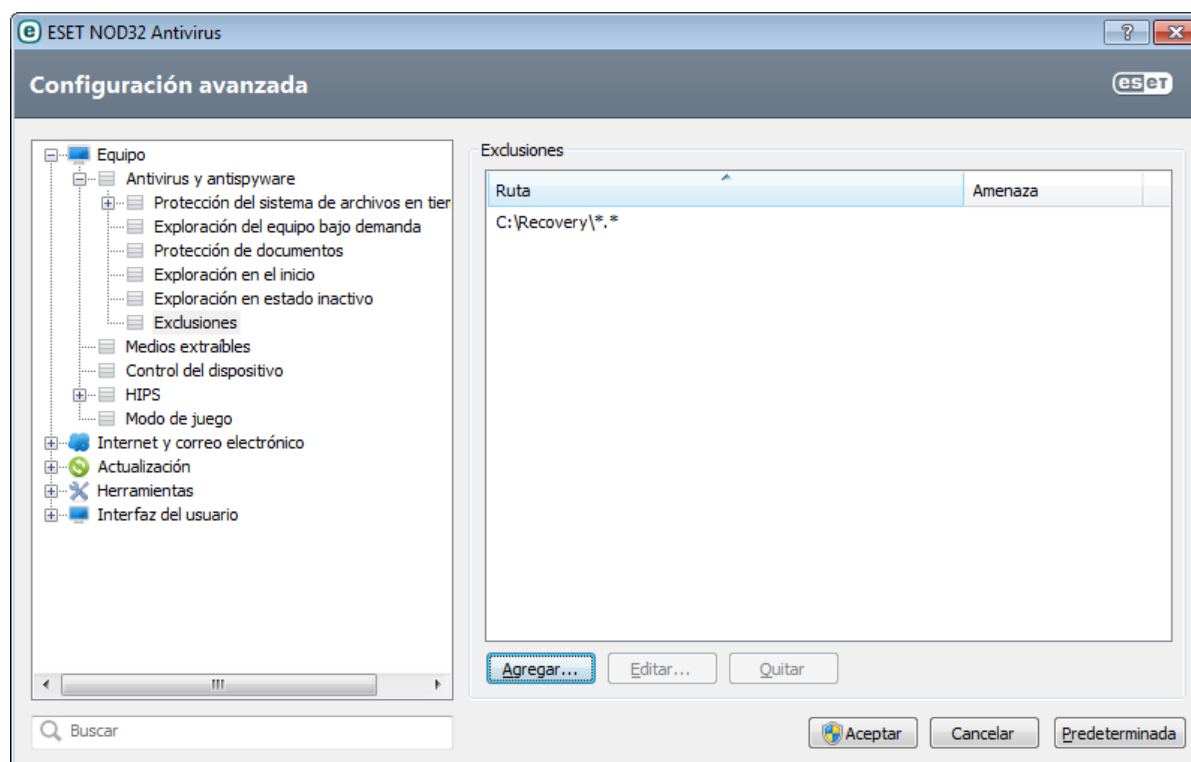 ESET NOD32 Antivirus
Configuración avanzada
eseT
Equipo
Antivirus y antispyware
Protección del sistema de archivos en tier
Exploración del equipo bajo demanda
Protección de documentos
Exploración en el inicio
Exploración en estado inactivo
Exclusiones
Medios extraíbles
Control del dispositivo
HIPS
Modo de juego
Internet y correo electrónico
Actualización
Herramientas
Interfaz del usuario
Buscar
Exclusiones
Ruta Amenaza
C:\Recovery\*.*
Agregar... Editar... Quitar
Aceptar Cancelar Predeterminada